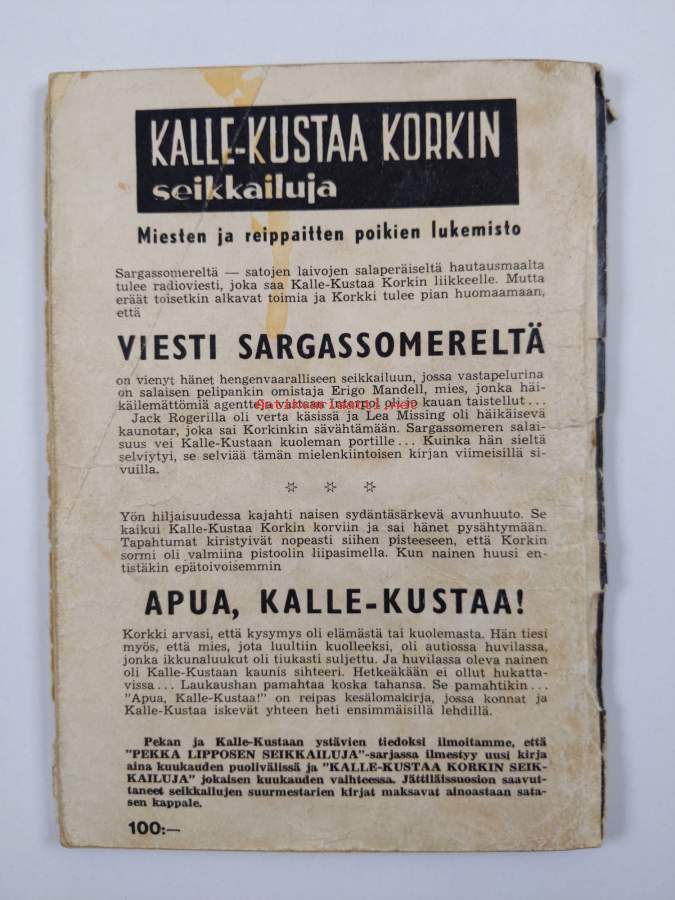 KALLE-KUSTAA KORKIN
seikkailuja
Miesten ja reippaitten poikien lukemisto
Sargassomereltä — satojen laivojen salaperäiseltä hautausmaalta
tulee radioviesti, joka saa Kalle-Kustaa Korkin liikkeelle. Mutta
eräät toisetkin alkavat toimia ja Korkki tulee pian huomaamaan,
että
VIESTI SARGASSOMERELTÄ
on vienyt hänet hengenvaaralliseen seikkailuun, jossa vastapelurina
on salaisen pelipankin omistaja Erigo Mandell, mies, jonka häi-
käilemättömiä agentteja vastaan Interpol oli jo kauan taistellut...
Jack Rogerilla oli verta käsissä ja Lea Missing oli häikäisevä
kaunotar, joka sai Korkinkin sävähtämään. Sargassomeren salai-
suus vei Kalle-Kustaan kuoleman portille... Kuinka hän sieltä
selviytyi, se selviää tämän mielenkiintoisen kirjan viimeisillä si-
vuilla.
Yön hiljaisuudessa kajahti naisen sydäntäsärkevä avunhuuto. Se
kaikui Kalle-Kustaa Korkin korviin ja sai hänet pysähtymään.
Tapahtumat kiristyivät nopeasti siihen pisteeseen, että Korkin
sormi oli valmiina pistoolin liipasimella. Kun nainen huusi en-
tistäkin epätoivoisemmin
APUA, KALLE-KUSTAA!
Korkki arvasi, että kysymys oli elämästä tai kuolemasta. Hän tiesi
myös, että mies, jota luultiin kuolleeksi, oli autiossa huvilassa,
jonka ikkunaluukut oli tiukasti suljettu. Ja huvilassa oleva nainen
oli Kalle-Kustaan kaunis sihteeri. Hetkeäkään ei ollut hukatta-
vissa... Laukaushan pamahtaa koska tahansa. Se pamahtikin...
"Apua, Kalle-Kustaa!" on reipas kesälomakirja, jossa konnat ja
Kalle-Kustaa iskevät yhteen heti ensimmäisillä lehdillä.
Pekan ja Kalle-Kustaan ystävien tiedoksi ilmoitamme, että
"PEKKA LIPPOSEN SEIKKAILUJA"-sarjassa ilmestyy uusi kirja
aina kuukauden puolivälissä ja "KALLE-KUSTAA KORKIN SEIK-
KAILUJA" jokaisen kuukauden vaihteessa. Jättiläissuosion saavut-
taneet seikkailujen suurmestarien kirjat maksavat ainoastaan sata-
sen kappale.
100:—